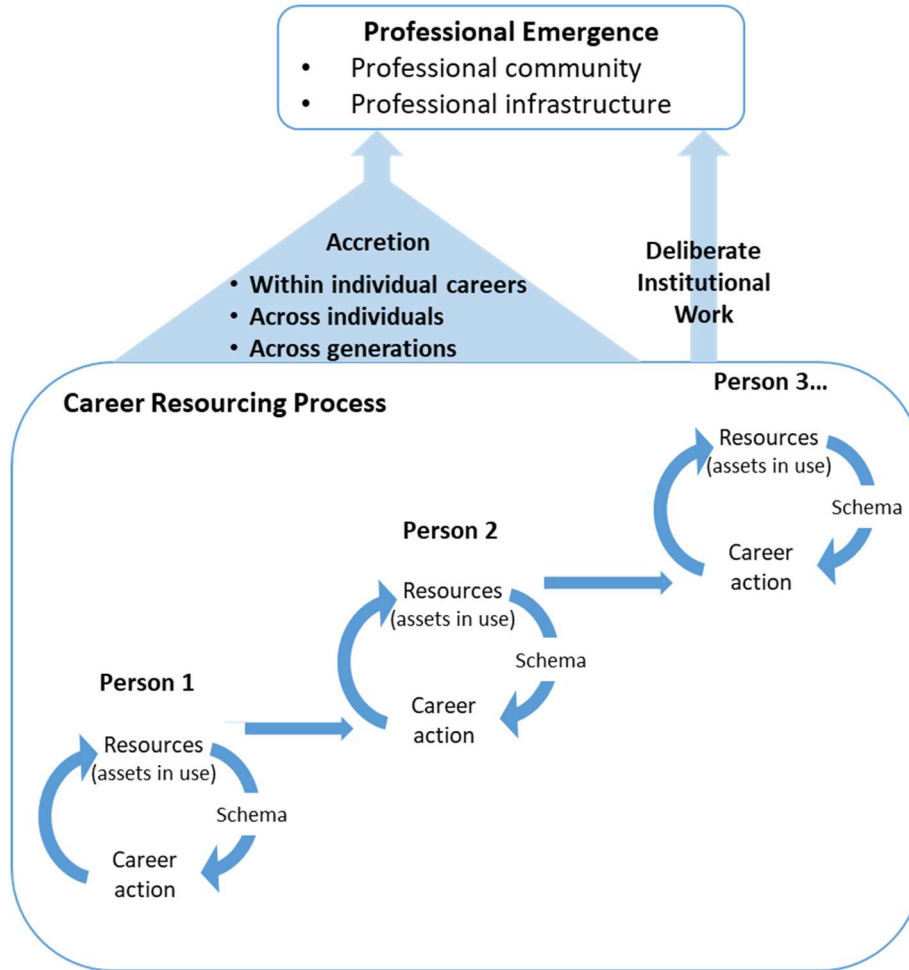 Professional Emergence
• Professional community
• Professional infrastructure
Accretion
• Within individual careers
• Across individuals
• Across generations
Deliberate
Institutional
Work
Career Resourcing Process
Person 3...
Resources
(assets in use)
Schema
Career
action
Person 2
Resources
(assets in use)
Schema
Career
action
Person 1
Resources
(assets in use)
Schema
Career
action